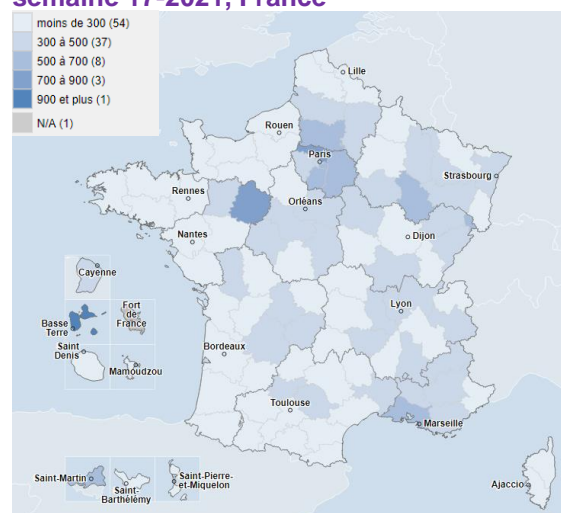 semaine 17-2021, France
moins de 300 (54)
300 à 500 (37)
500 à 700 (8)
700 à 900 (3)
900 et plus (1)
N/A (1)
Lille
Rouen
Paris
Strasbourg
Rennes
Orléans
Nantes
Dijon
Cayenne
Lyon
Basse
Terre
Fort
de
France
Saint
Denis
Mamoudzou
Bordeaux
Toulouse
Marseille
Saint-Martin
Saint-
Barthélémy
Saint-Pierre-
et-Miquelon
Ajaccio